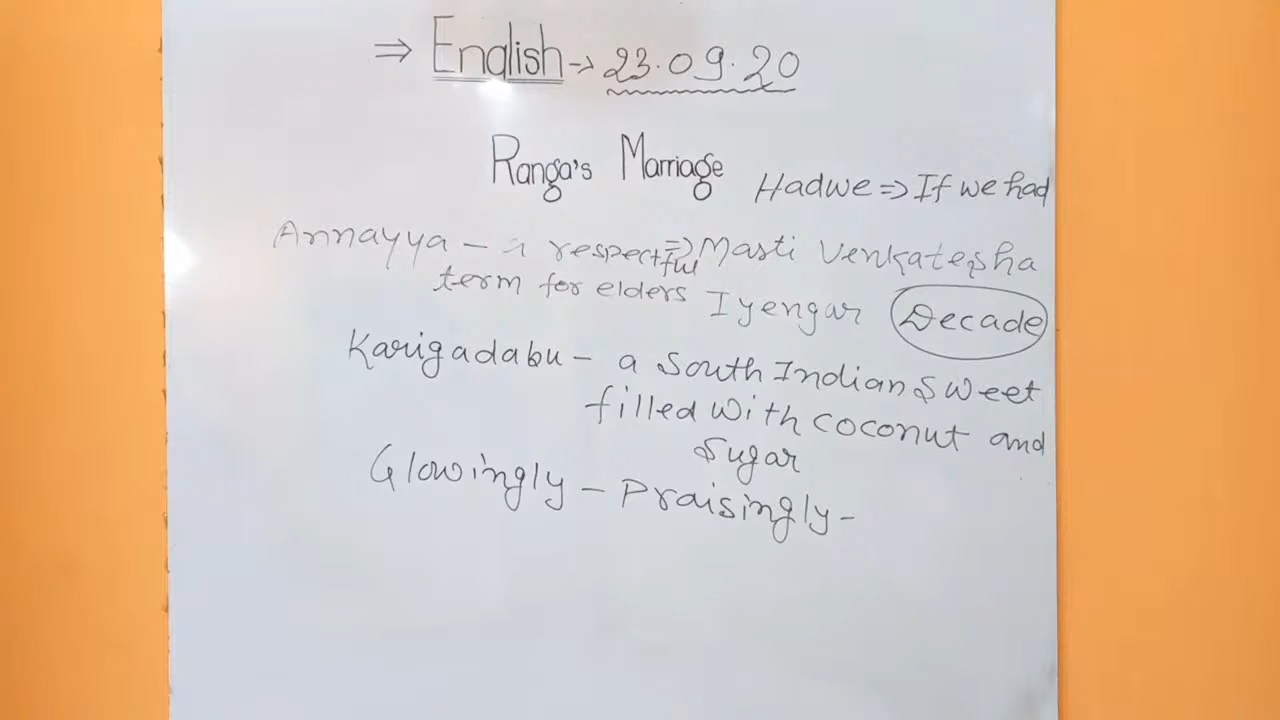 ⇒ English → 23.09.20
Ranga's Marriage
Hadwe ⇒ If we had
Annayya - a respectful
term for elders
⇒ Masti Venkatesha
Iyengar
Decade
Karigadabu - a South Indian Sweet
filled with coconut and
Sugar
Glowingly - Praisingly -